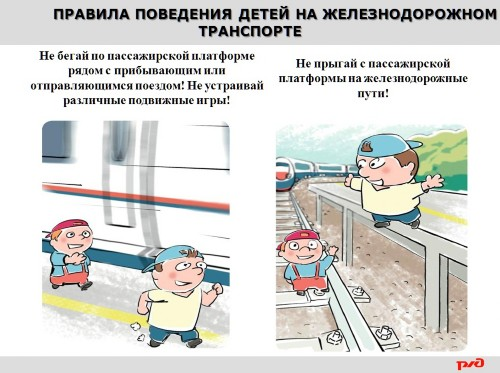 ПРАВИЛА ПОВЕДЕНИЯ ДЕТЕЙ НА ЖЕЛЕЗНОДОРОЖНОМ
ТРАНСПОРТЕ
Не бегай по пассажирской платформе
рядом с прибывающим или
отправляющимся поездом! Не устраивай
различные подвижные игры!
Не прыгай с пассажирской
платформы на железнодорожные
пути!
РЖД